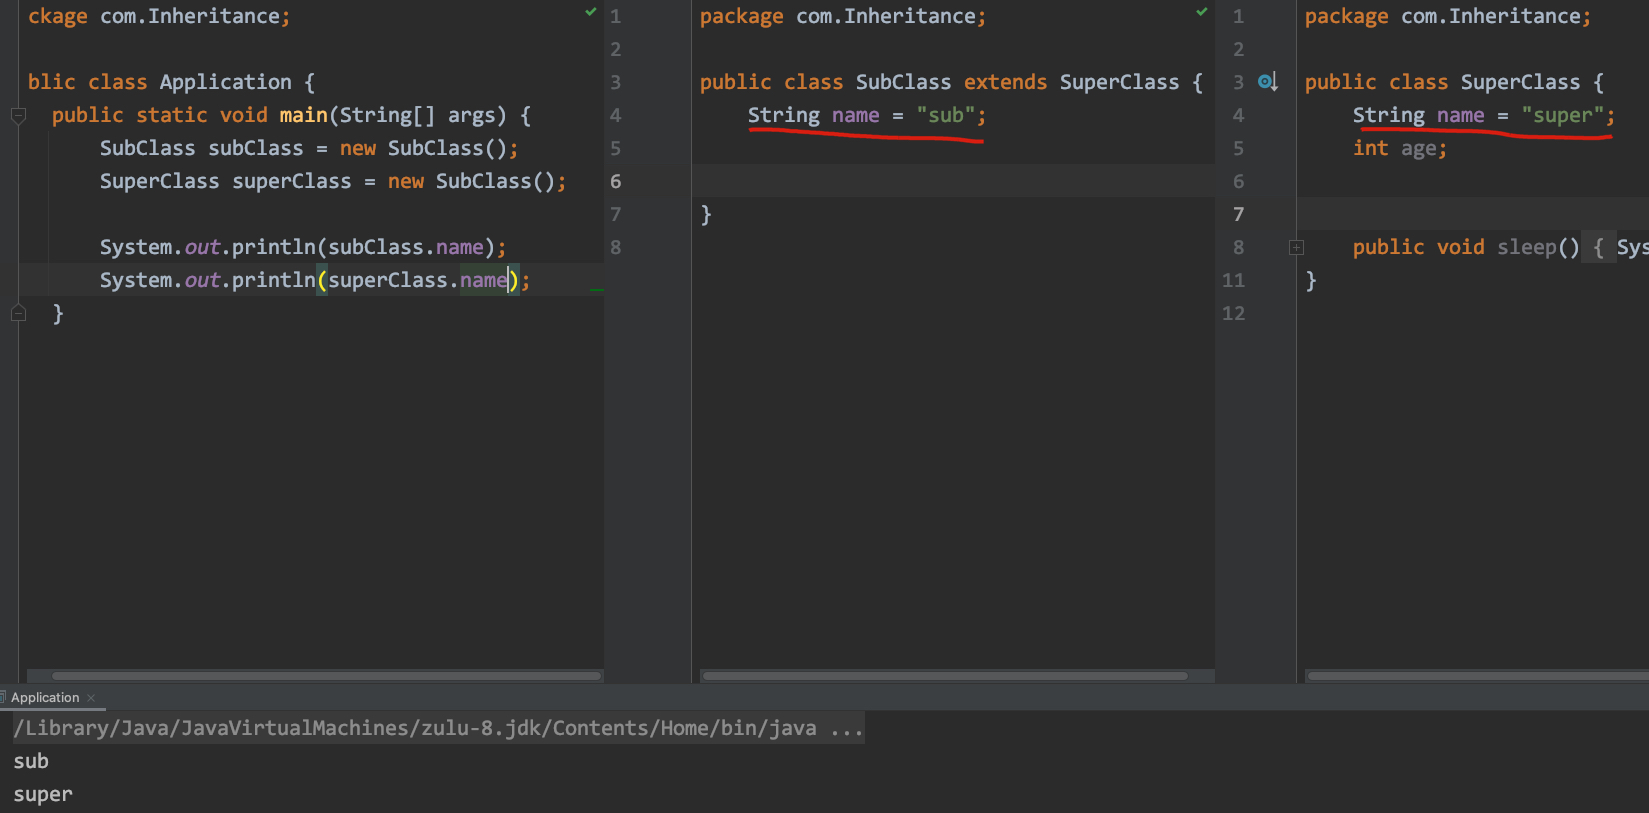 ckage com.Inheritance;
blic class Application {
public static void main(String[] args) {
SubClass subClass = new SubClass();
SuperClass superClass = new SubClass();
System.out.println(subClass.name);
System.out.println(superClass.name);
}
1
2
3
4
5
6
7
8
package com.Inheritance;
public class SubClass extends SuperClass {
String name = "sub";
}
1
2
3
4
5
6
7
8
11
12
package com.Inheritance;
public class SuperClass {
String name = "super";
int age;
public void sleep() { Sys
}
Application
/Library/Java/JavaVirtualMachines/zulu-8.jdk/Contents/Home/bin/java ...
sub
super